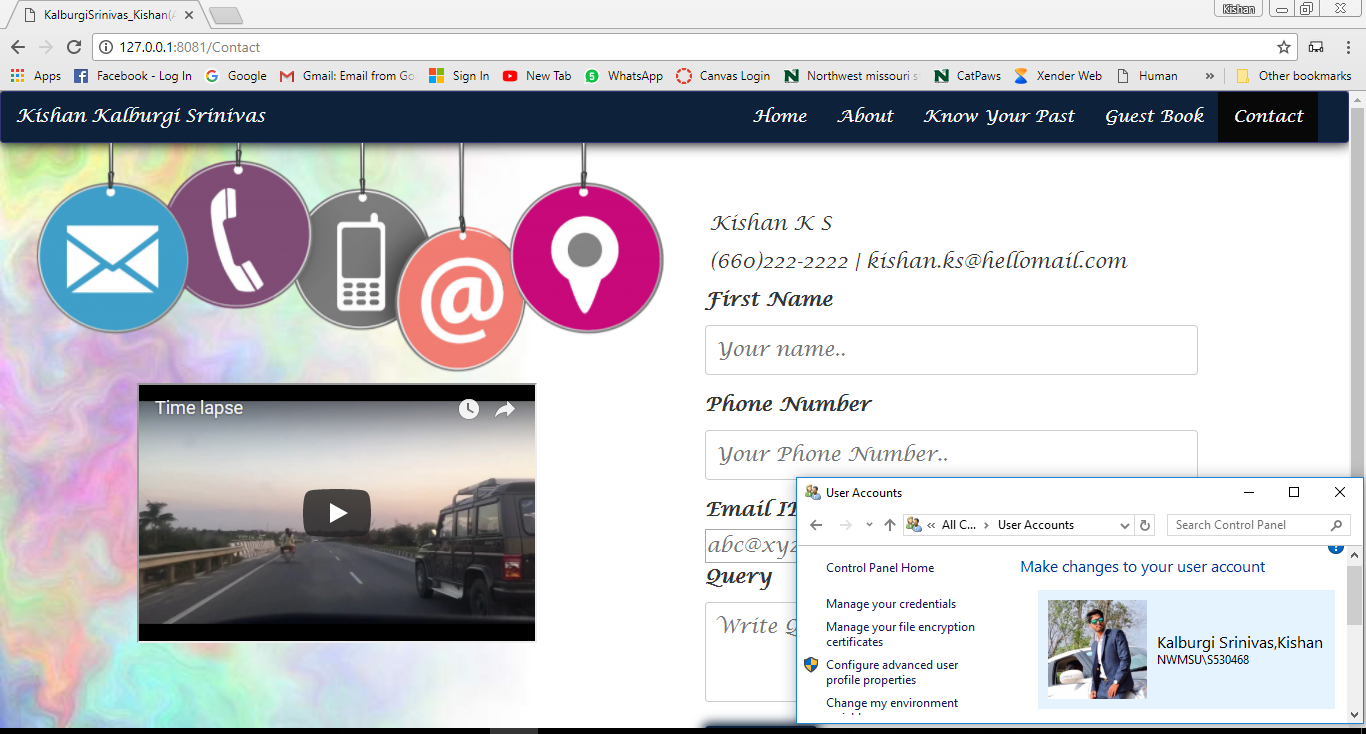 KalburgiSrinivas_Kishan(
Kishan
127.0.0.1:8081/Contact
Apps Facebook - Log In Google Gmail: Email from Go Sign In New Tab WhatsApp Canvas Login Northwest missouri s CatPaws Xender Web Human » Other bookmarks
Kishan Kalburgi Srinivas Home About Know Your Past Guest Book Contact
@
Kishan K S
(660)222-2222 | kishan.ks@hellomail.com
First Name
Your name..
Phone Number
Your Phone Number..
Email I
abc@xyz
Query
Write
Time lapse
User Accounts
« All C... › User Accounts
Search Control Panel
Control Panel Home
Manage your credentials
Manage your file encryption
certificates
Configure advanced user
profile properties
Change my environment
Make changes to your user account
Kalburgi Srinivas,Kishan
NWMSU\S530468